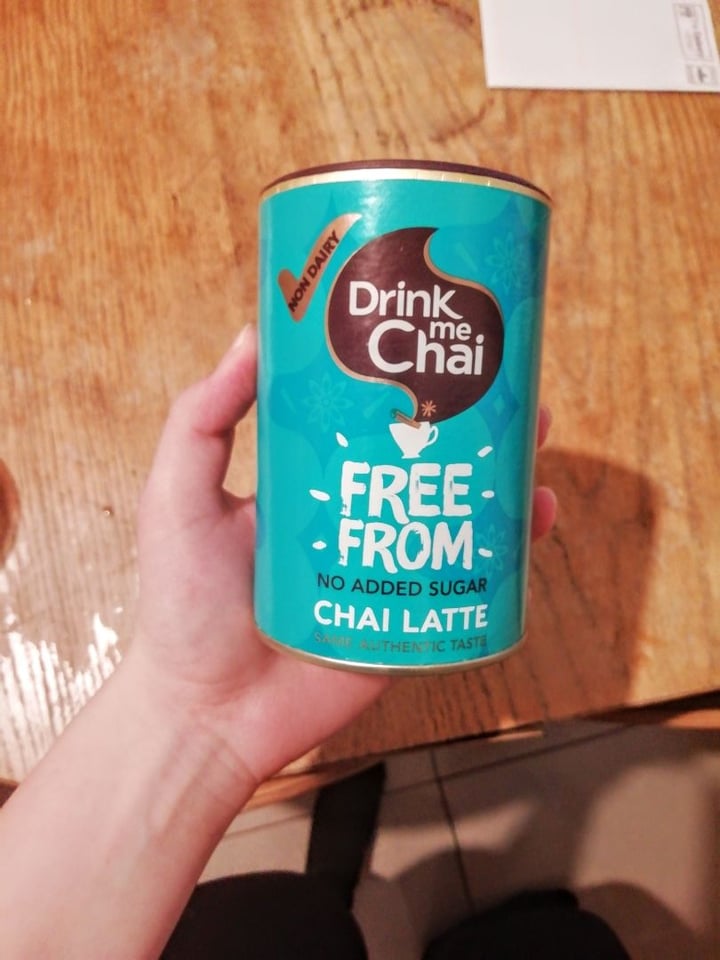 NON DAIRY
Drink
me
Chai
FREE
FROM
NO ADDED SUGAR
CHAI LATTE
SAME AUTHENTIC TASTE